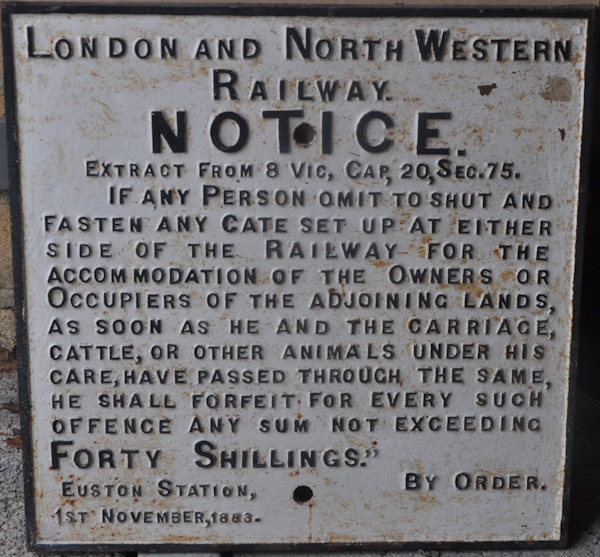 LONDON AND NORTH WESTERN
RAILWAY.
NOTICE.
EXTRACT FROM 8 VIC, CAP, 20, SEC. 75.
IF ANY PERSON OMIT TO SHUT AND
FASTEN ANY GATE SET UP AT EITHER
SIDE OF THE RAILWAY FOR THE
ACCOMMODATION OF THE OWNERS OR
OCCUPIERS OF THE ADJOINING LANDS,
AS SOON AS HE AND THE CARRIAGE,
CATTLE, OR OTHER ANIMALS UNDER HIS
CARE, HAVE PASSED THROUGH THE SAME,
HE SHALL FORFEIT FOR EVERY SUCH
OFFENCE ANY SUM NOT EXCEEDING
FORTY SHILLINGS."
BY ORDER.
EUSTON STATION,
1ST NOVEMBER, 1883.